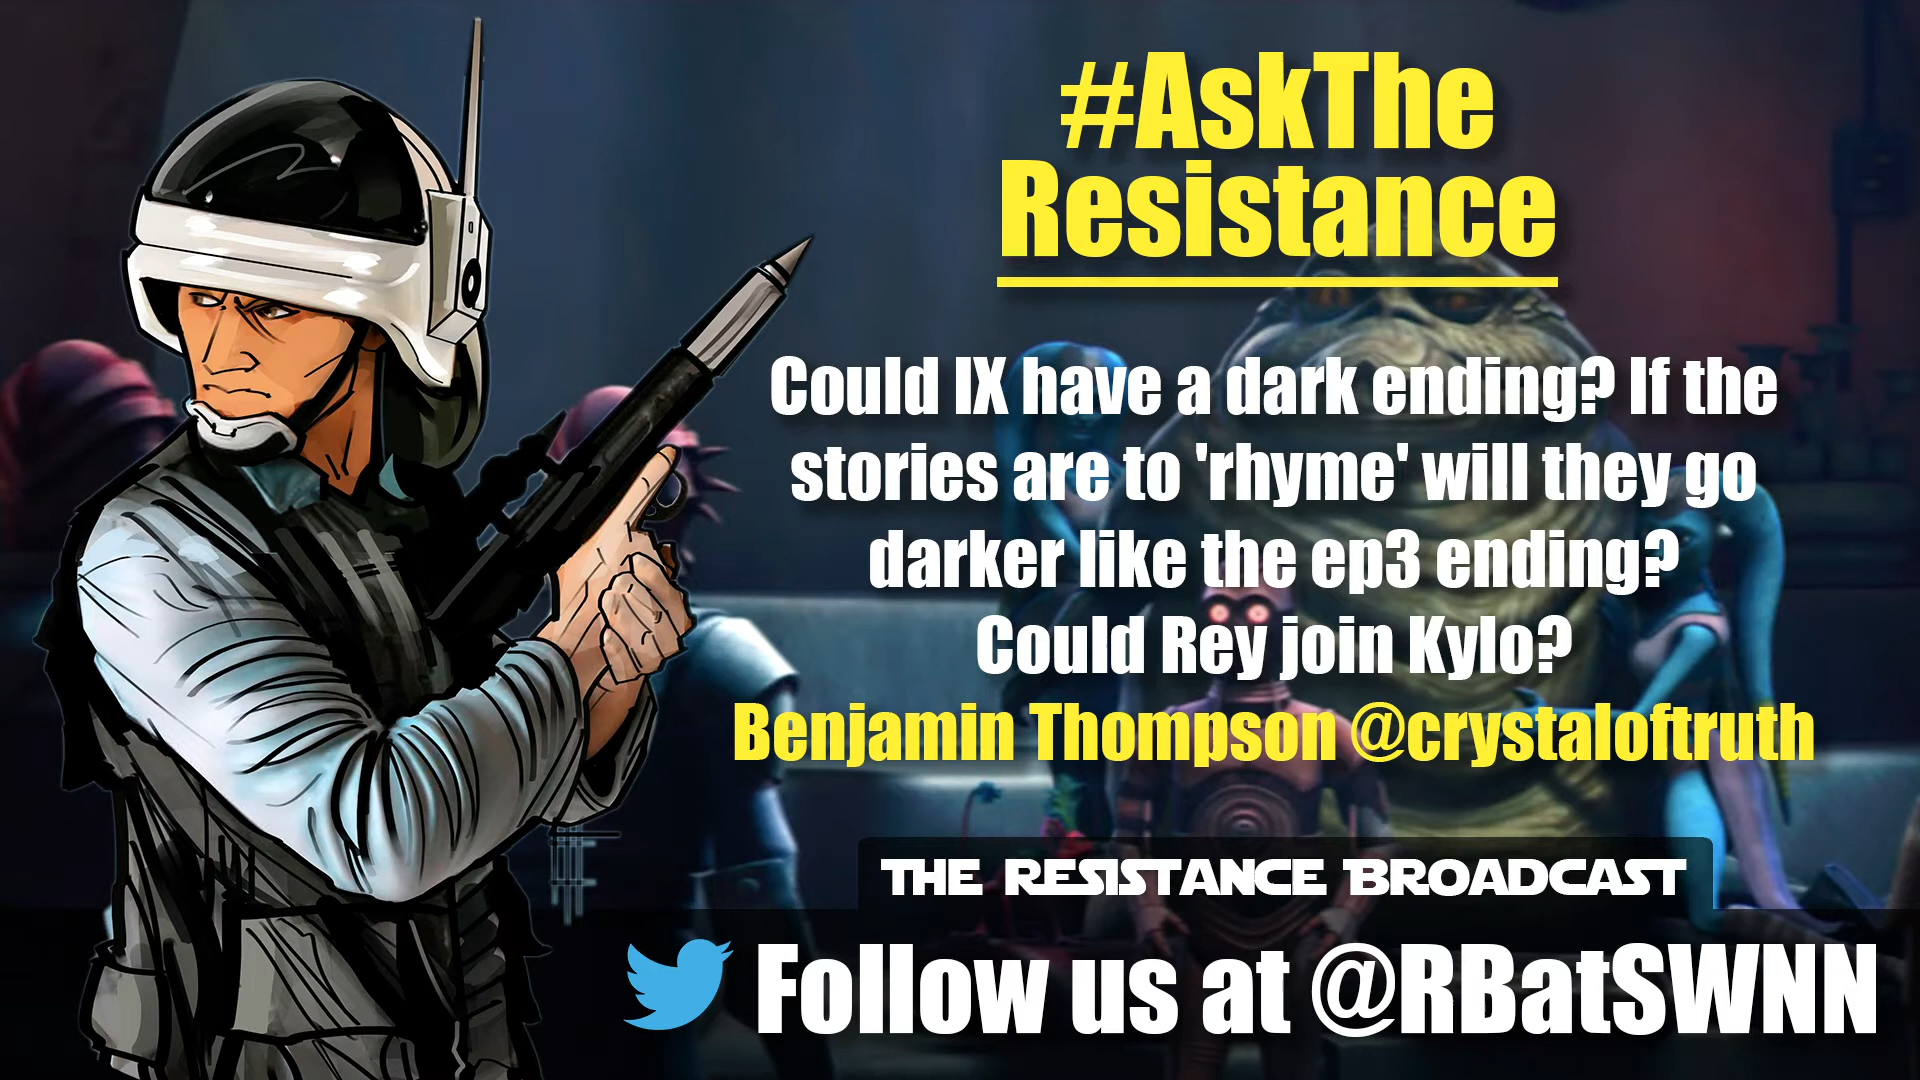 #AskThe
Resistance
Could IX have a dark ending? If the
stories are to 'rhyme' will they go
darker like the ep3 ending?
Could Rey join Kylo?
Benjamin Thompson @crystaloftruth
THE RESISTANCE BROADCAST
Follow us at @RBatSWNN